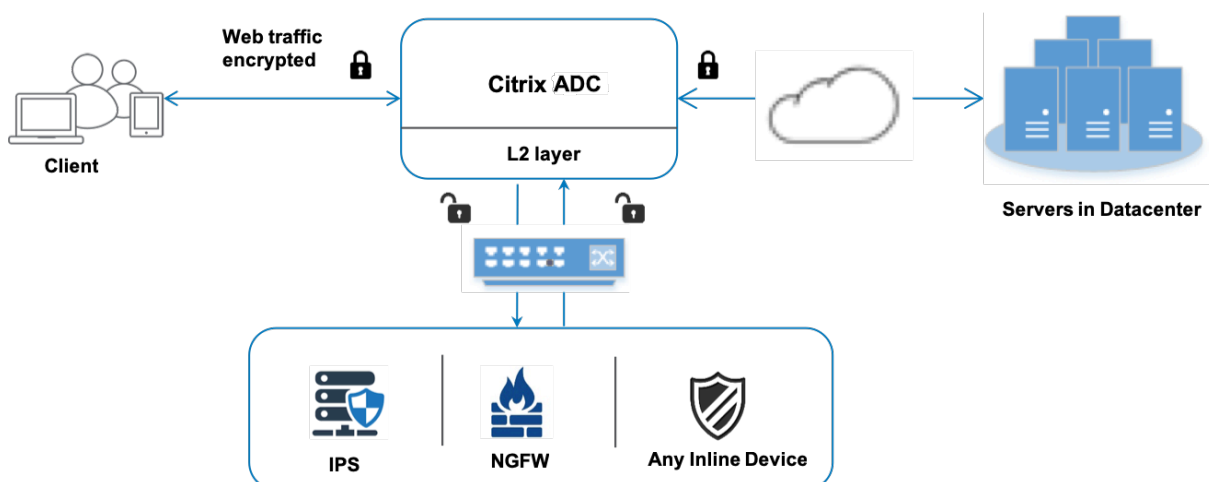 Web traffic
encrypted
Citrix ADC
L2 layer
Client
Servers in Datacenter
IPS
NGFW
Any Inline Device